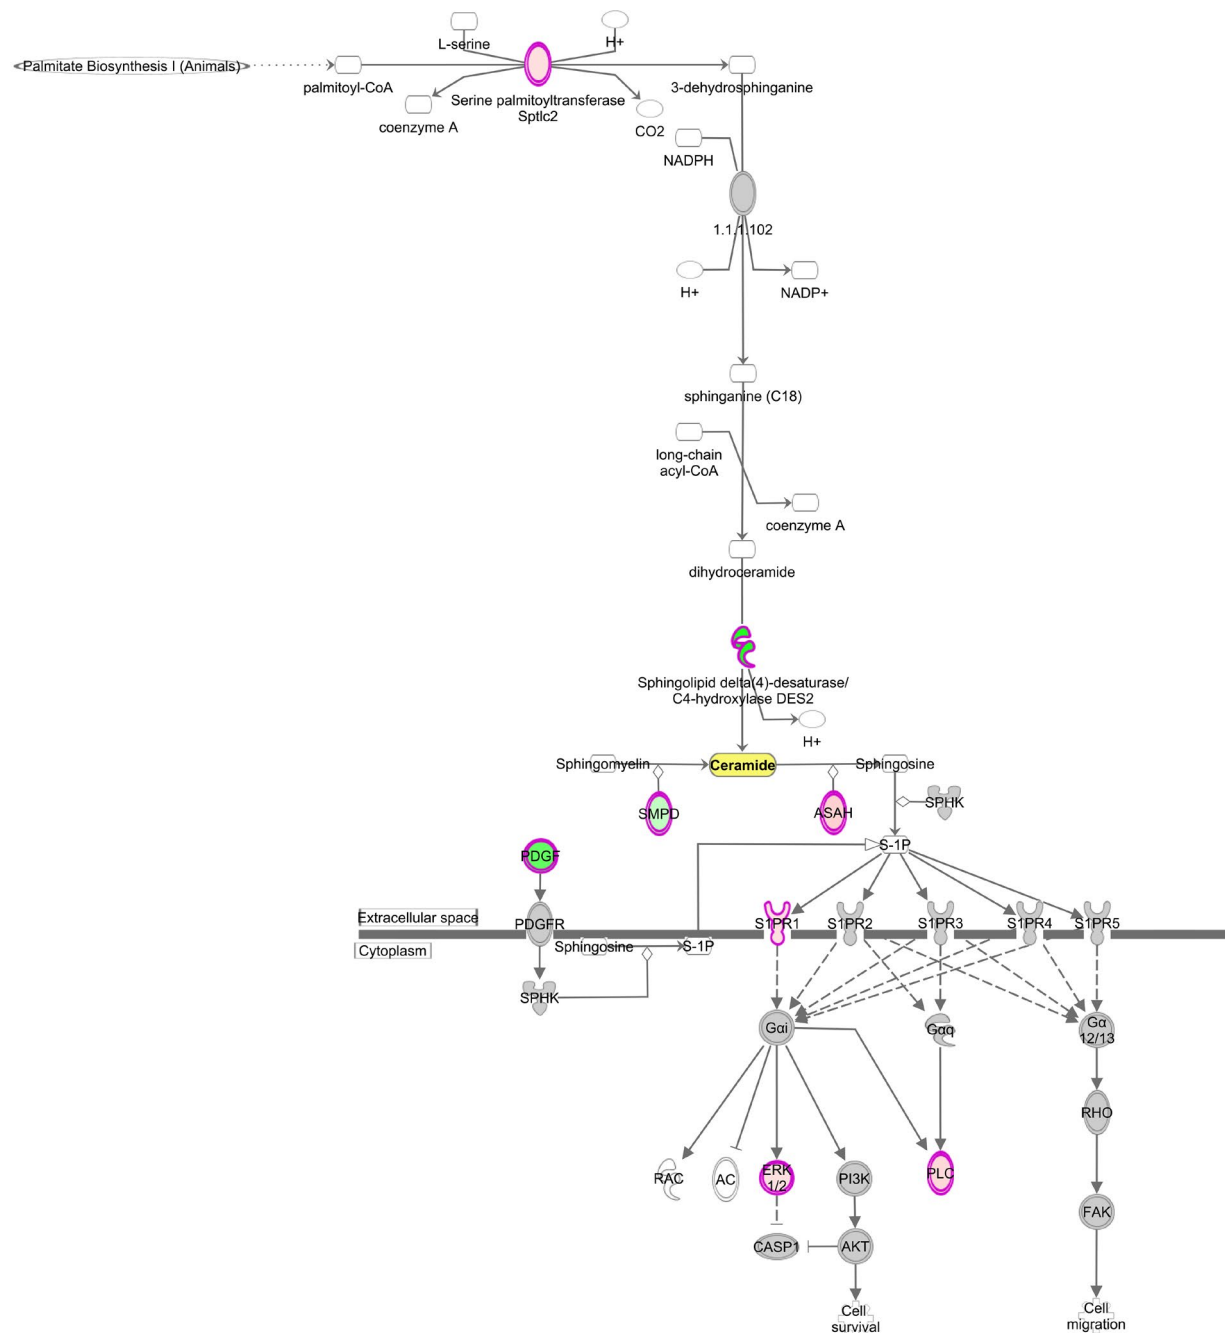 L-serine
H+
Palmitate Biosynthesis I (Animals)
palmitoyl-CoA
3-dehydrosphinganine
Serine palmitoyltransferase
Sptlc2
coenzyme A
CO2
NADPH
1.1.1.102
H+
NADP+
sphinganine (C18)
long-chain
acyl-CoA
coenzyme A
dihydroceramide
Sphingolipid delta(4)-desaturase/
C4-hydroxylase DES2
H+
Sphingomyelin
Ceramide
Sphingosine
SMPD
ASAH
SPHK
S-1P
PDGF
Extracellular space
PDGFR
S1PR1
S1PR2
S1PR3
S1PR4
S1PR5
Cytoplasm
Sphingosine
S-1P
SPHK
Gαi
Gαq
Gα
12/13
RHO
RAC
AC
ERK
1/2
PI3K
PLC
FAK
CASP1
AKT
Cell
survival
Cell
migration